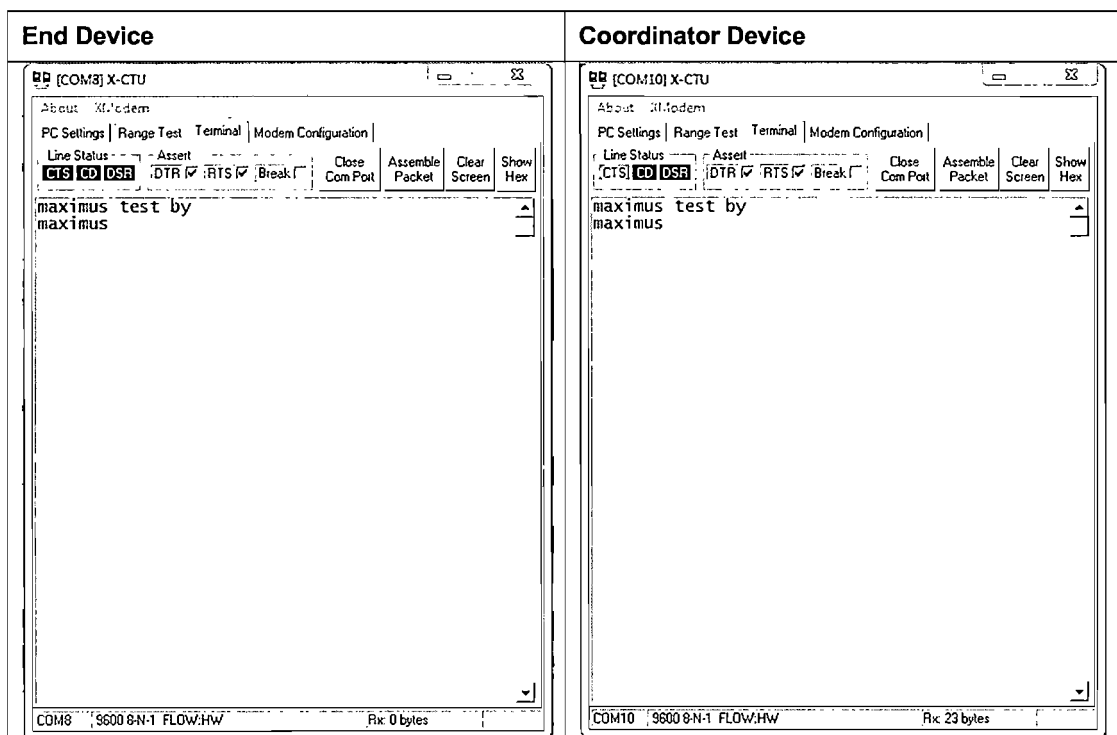 End Device
Coordinator Device
[COM8] X-CTU
About XModem
PC Settings Range Test Terminal Modem Configuration
Line Status Assert
CTS CD DSR DTR RTS Break
Close Com Port
Assemble Packet
Clear Screen
Show Hex
maximus test by
maximus
COM8 9600 8-N-1 FLOW:HW Rx: 0 bytes
[COM10] X-CTU
About XModem
PC Settings Range Test Terminal Modem Configuration
Line Status Assert
[CTS] CD DSR DTR RTS Break
Close Com Port
Assemble Packet
Clear Screen
Show Hex
maximus test by
maximus
COM10 9600 8-N-1 FLOW:HW Rx: 23 bytes